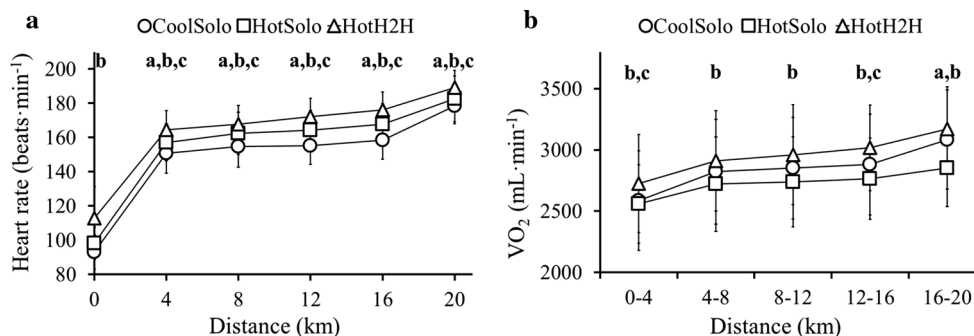 a
CoolSolo HotSolo HotH2H
b a,b,c a,b,c a,b,c a,b,c a,b,c
Heart rate (beats·min⁻¹)
200
180
160
140
120
100
80
0 4 8 12 16 20
Distance (km)
b
CoolSolo HotSolo HotH2H
b,c b b b,c a,b
VO₂ (mL·min⁻¹)
3500
3000
2500
2000
0-4 4-8 8-12 12-16 16-20
Distance (km)